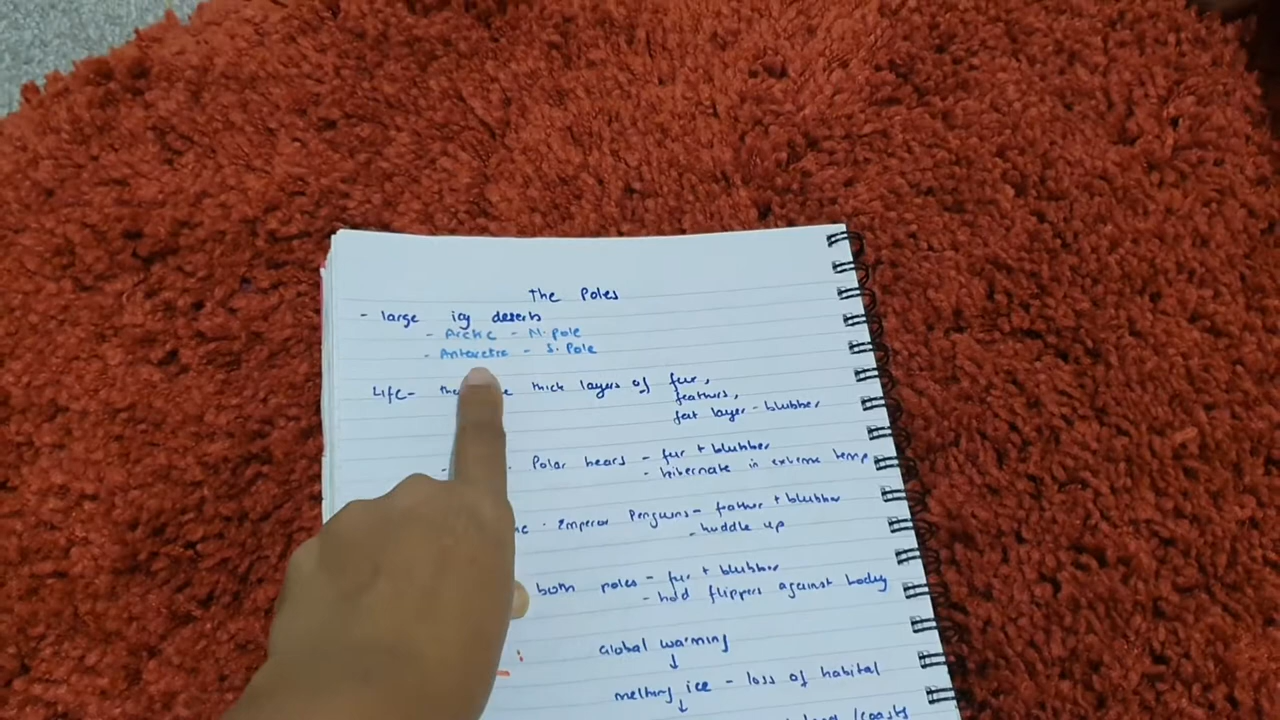 The Poles
- large icy deserts
- Arctic - N. pole
- Antarctic - S. Pole
Life - thick layers of fur,
feathers,
fat layer - blubber
Polar bears - fur + blubber
- hibernate in extreme temp
Emperor Penguins - feather + blubber
- huddle up
both poles - fur + blubber
- hold flippers against body
Global warming
↓
melting ice - loss of habitat
↓
/coasts